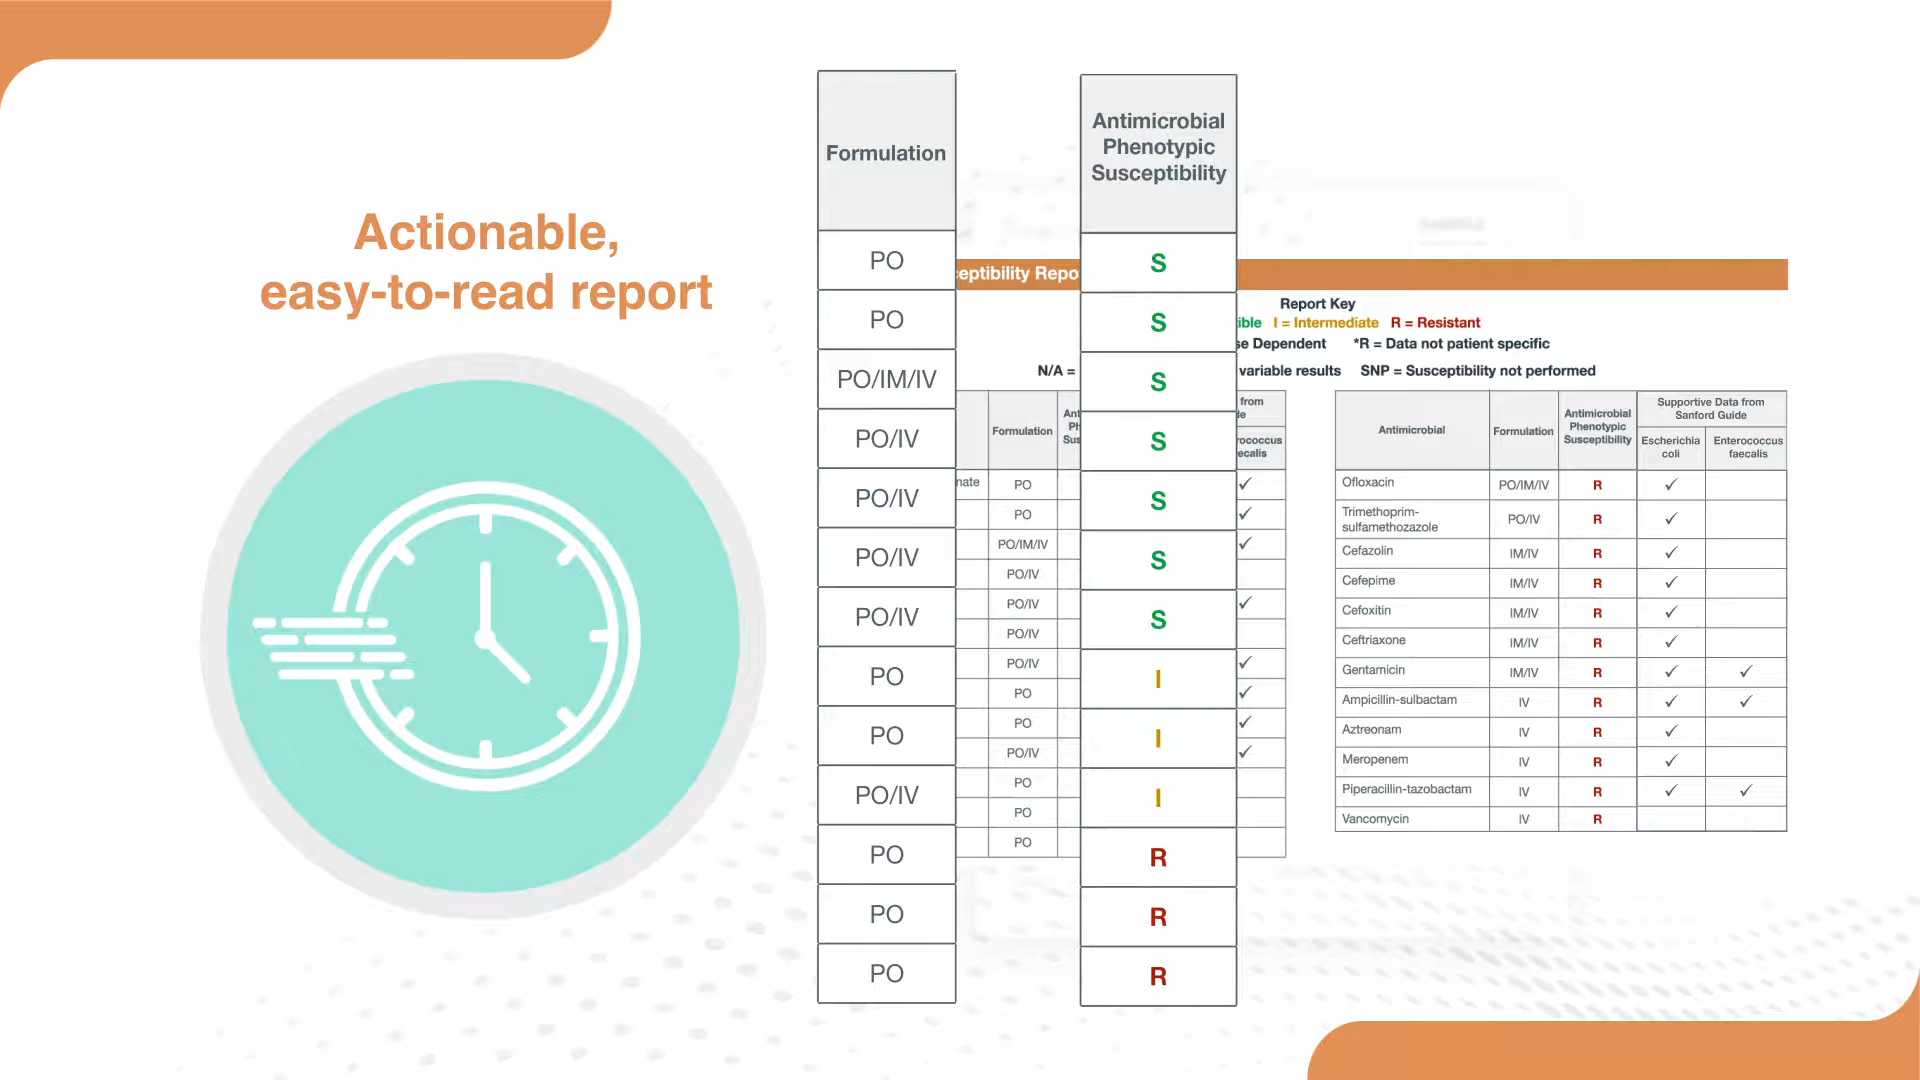 Actionable,
easy-to-read report
Formulation
PO
PO
PO/IM/IV
PO/IV
PO/IV
PO/IV
PO/IV
PO
PO
PO/IV
PO
PO
PO
Antimicrobial
Phenotypic
Susceptibility
S
S
S
S
S
S
S
I
I
I
R
R
R
eptibility Repo
Report Key
ible I = Intermediate R = Resistant
se Dependent *R = Data not patient specific
N/A = variable results SNP = Susceptibility not performed
Formulation
Ant
Ph
Sus
from
le
rococcus
ecalis
nate PO ✓
PO ✓
PO/IM/IV ✓
PO/IV
PO/IV ✓
PO/IV
PO/IV ✓
PO ✓
PO ✓
PO/IV ✓
PO
PO
PO
Antimicrobial
Formulation
Antimicrobial
Phenotypic
Susceptibility
Supportive Data from
Sanford Guide
Escherichia
coli
Enterococcus
faecalis
Ofloxacin PO/IM/IV R ✓
Trimethoprim-
sulfamethozazole PO/IV R ✓
Cefazolin IM/IV R ✓
Cefepime IM/IV R ✓
Cefoxitin IM/IV R ✓
Ceftriaxone IM/IV R ✓
Gentamicin IM/IV R ✓ ✓
Ampicillin-sulbactam IV R ✓ ✓
Aztreonam IV R ✓
Meropenem IV R ✓
Piperacillin-tazobactam IV R ✓ ✓
Vancomycin IV R